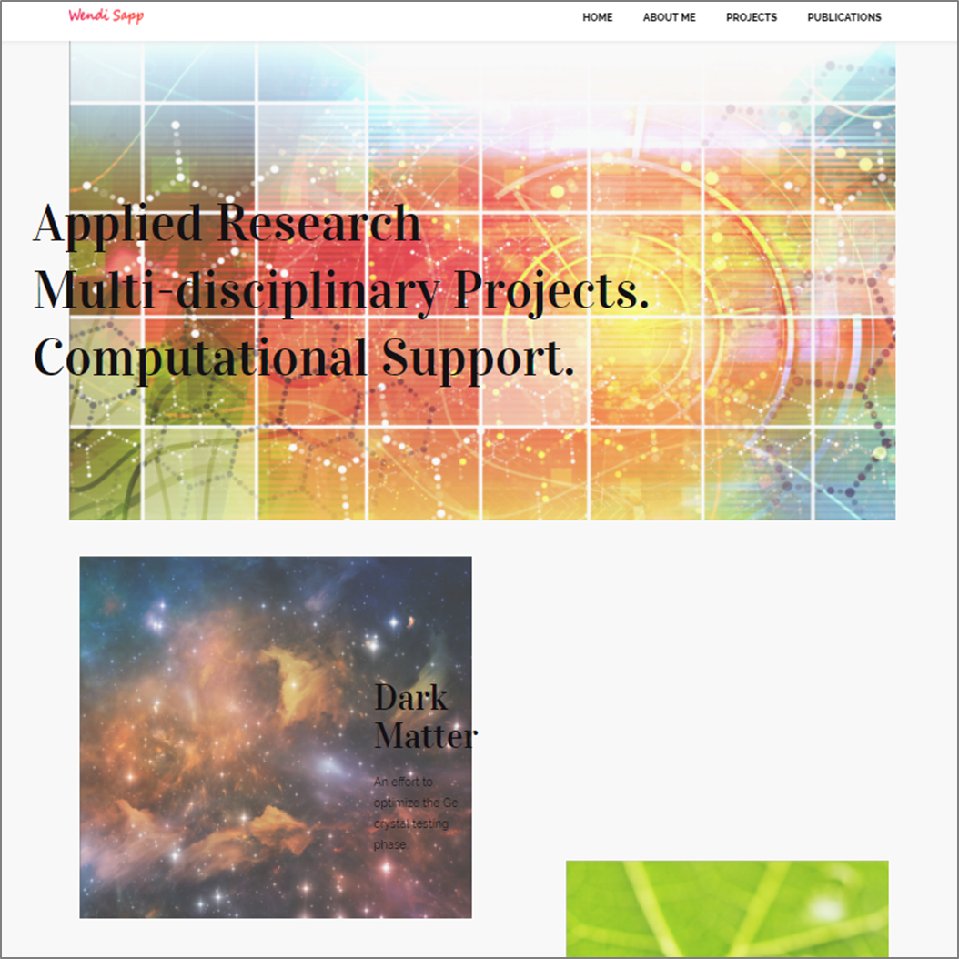 Wendi Sapp
HOME ABOUT ME PROJECTS PUBLICATIONS
Applied Research
Multi-disciplinary Projects.
Computational Support.
Dark
Matter
An effort to
optimize the Ge
crystal testing
phase.